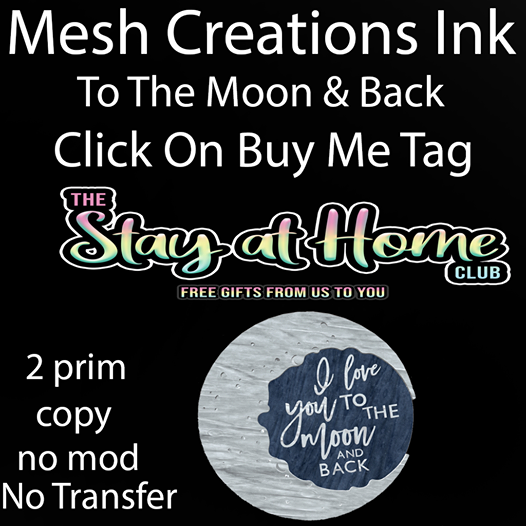 Mesh Creations Ink
To The Moon & Back
Click On Buy Me Tag
THE
Stay at Home
CLUB
FREE GIFTS FROM US TO YOU
2 prim
copy
no mod
No Transfer
I love
you TO THE
Moon
AND
BACK